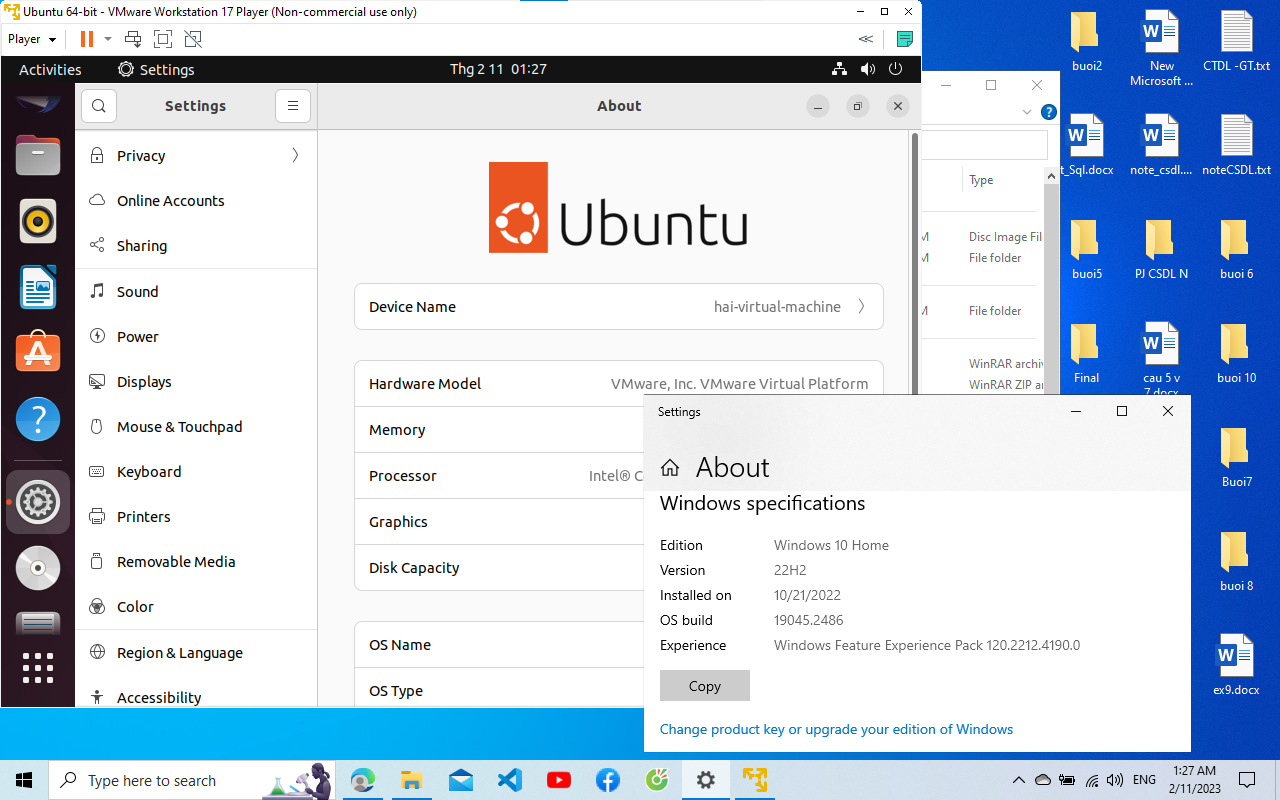 Ubuntu 64-bit - VMware Workstation 17 Player (Non-commercial use only)
Player
Activities
Settings
Thg 2 11 01:27
Settings
About
Privacy
Online Accounts
Sharing
Sound
Power
Displays
Mouse & Touchpad
Keyboard
Printers
Removable Media
Color
Region & Language
Accessibility
Ubuntu
Device Name
hai-virtual-machine
Hardware Model
VMware, Inc. VMware Virtual Platform
Memory
Processor
Intel® C
Graphics
Disk Capacity
OS Name
OS Type
Type
Disc Image Fil
File folder
File folder
WinRAR archiv
WinRAR ZIP ar
Settings
About
Windows specifications
Edition Windows 10 Home
Version 22H2
Installed on 10/21/2022
OS build 19045.2486
Experience Windows Feature Experience Pack 120.2212.4190.0
Copy
Change product key or upgrade your edition of Windows
buoi2
New
Microsoft ...
CTDL -GT.txt
t_Sql.docx
note_csdl....
noteCSDL.txt
buoi5
PJ CSDL N
buoi 6
Final
cau 5 v
7.docx
buoi 10
Buoi7
buoi 8
ex9.docx
Type here to search
ENG
1:27 AM
2/11/2023